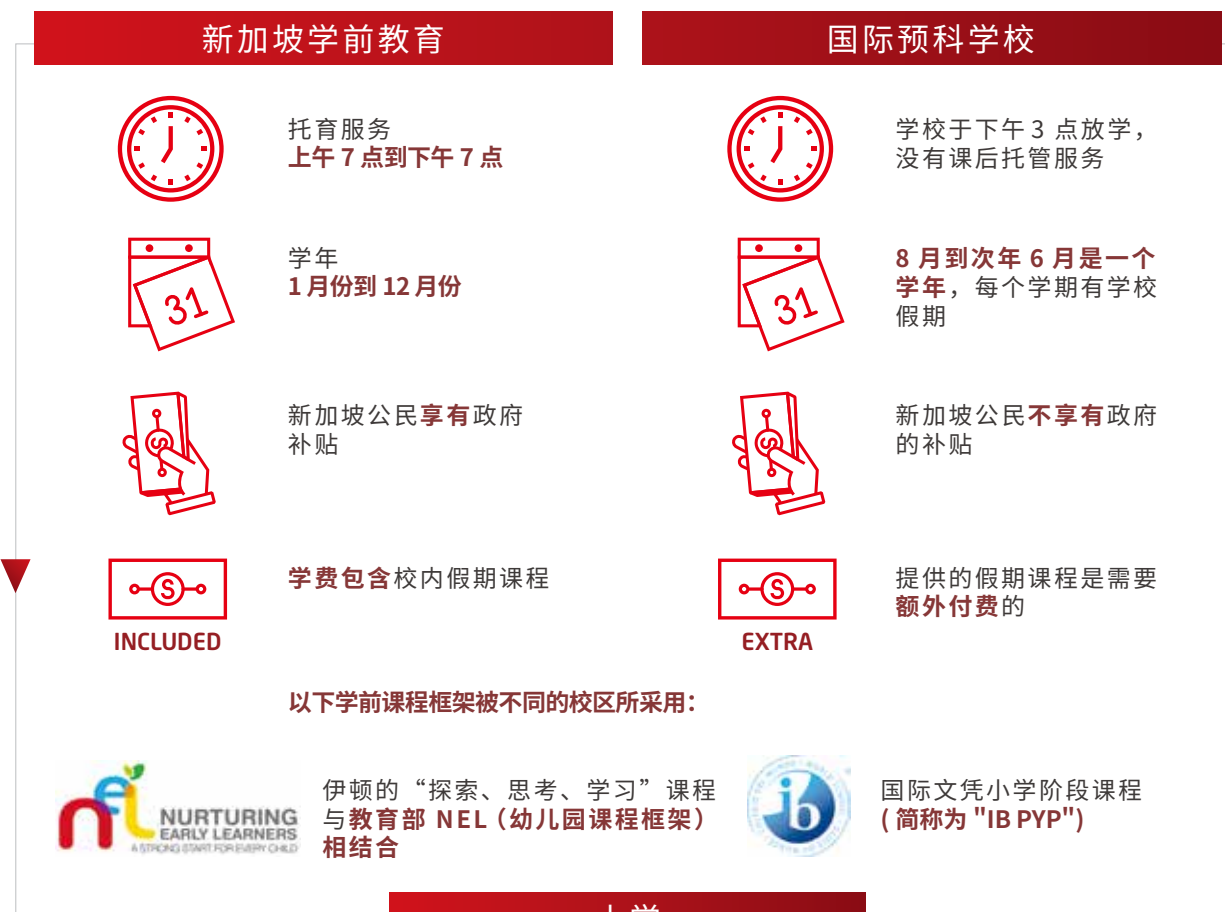 新加坡学前教育
托育服务
上午 7 点到下午 7 点
31
学年
1 月份到 12 月份
新加坡公民享有政府
补贴
S
学费包含校内假期课程
S
INCLUDED
国际预科学校
学校于下午 3 点放学，
没有课后托管服务
31
8 月到次年 6 月是一个
学年，每个学期有学校
假期
新加坡公民不享有政府
的补贴
S
提供的假期课程是需要
额外付费的
S
EXTRA
以下学前课程框架被不同的校区所采用：
nel
NURTURING
EARLY LEARNERS
A STRONG START FOR EVERY CHILD
伊顿的“探索、思考、学习”课程
与教育部 NEL（幼儿园课程框架）
相结合
ib
国际文凭小学阶段课程
( 简称为 "IB PYP")